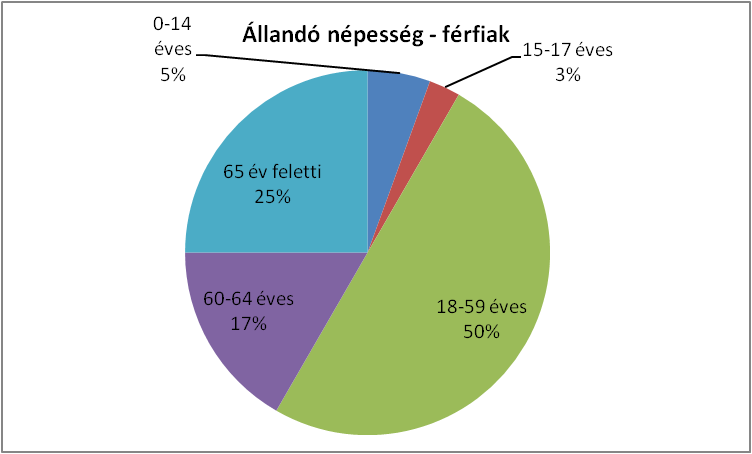 Állandó népesség - férfiak
0-14
éves
5%
15-17 éves
3%
65 év feletti
25%
60-64 éves
17%
18-59 éves
50%